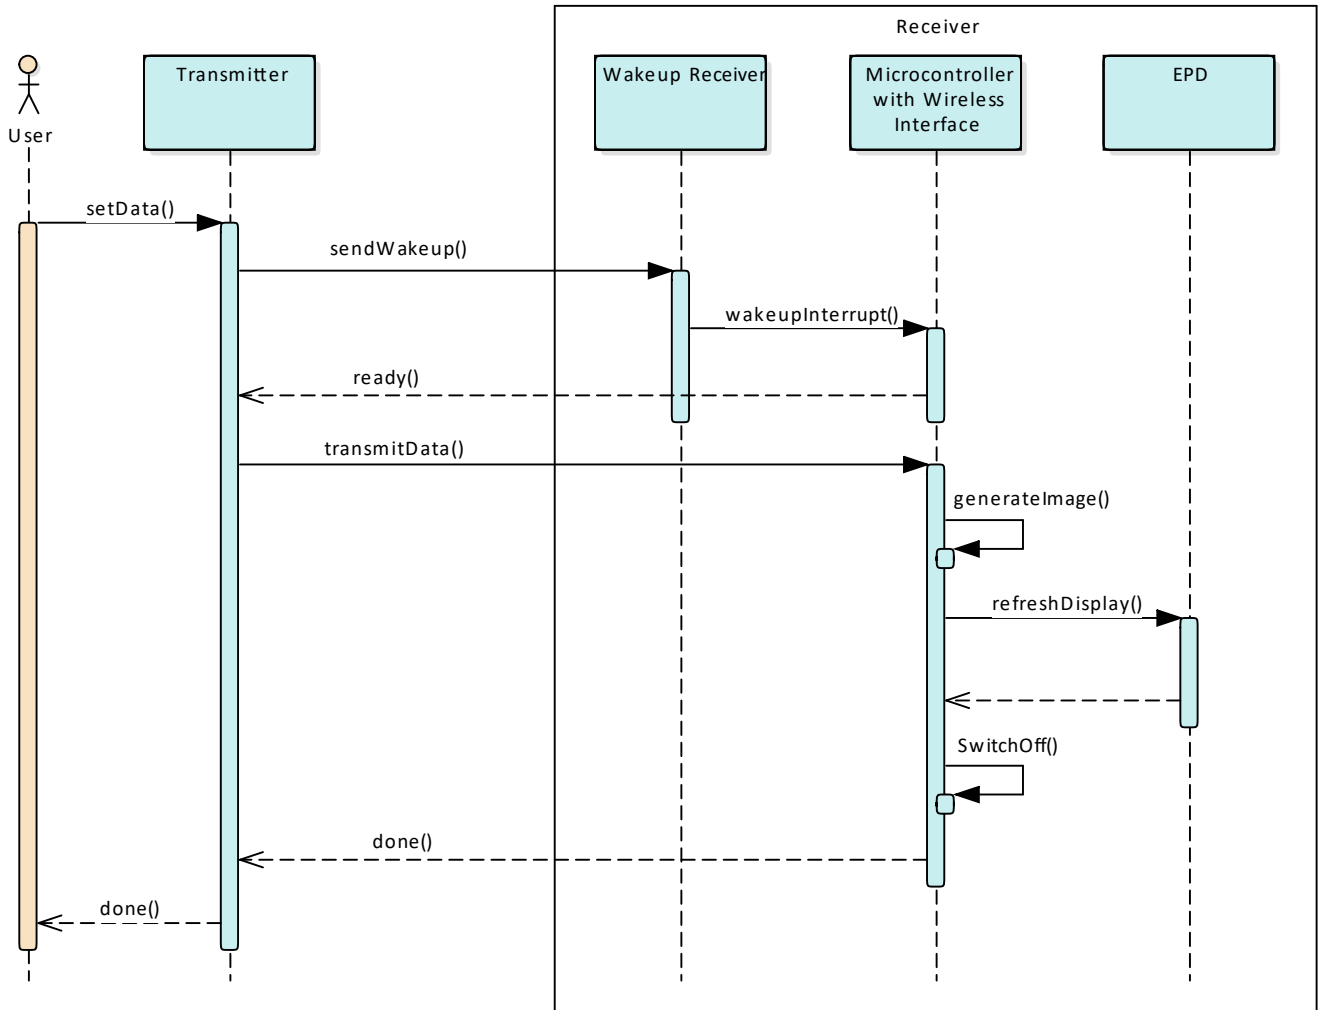 Receiver
Transmitter
Wakeup Receiver
Microcontroller
with Wireless
Interface
EPD
User
setData()
sendWakeup()
wakeupInterrupt()
ready()
transmitData()
generateImage()
refreshDisplay()
SwitchOff()
done()
done()